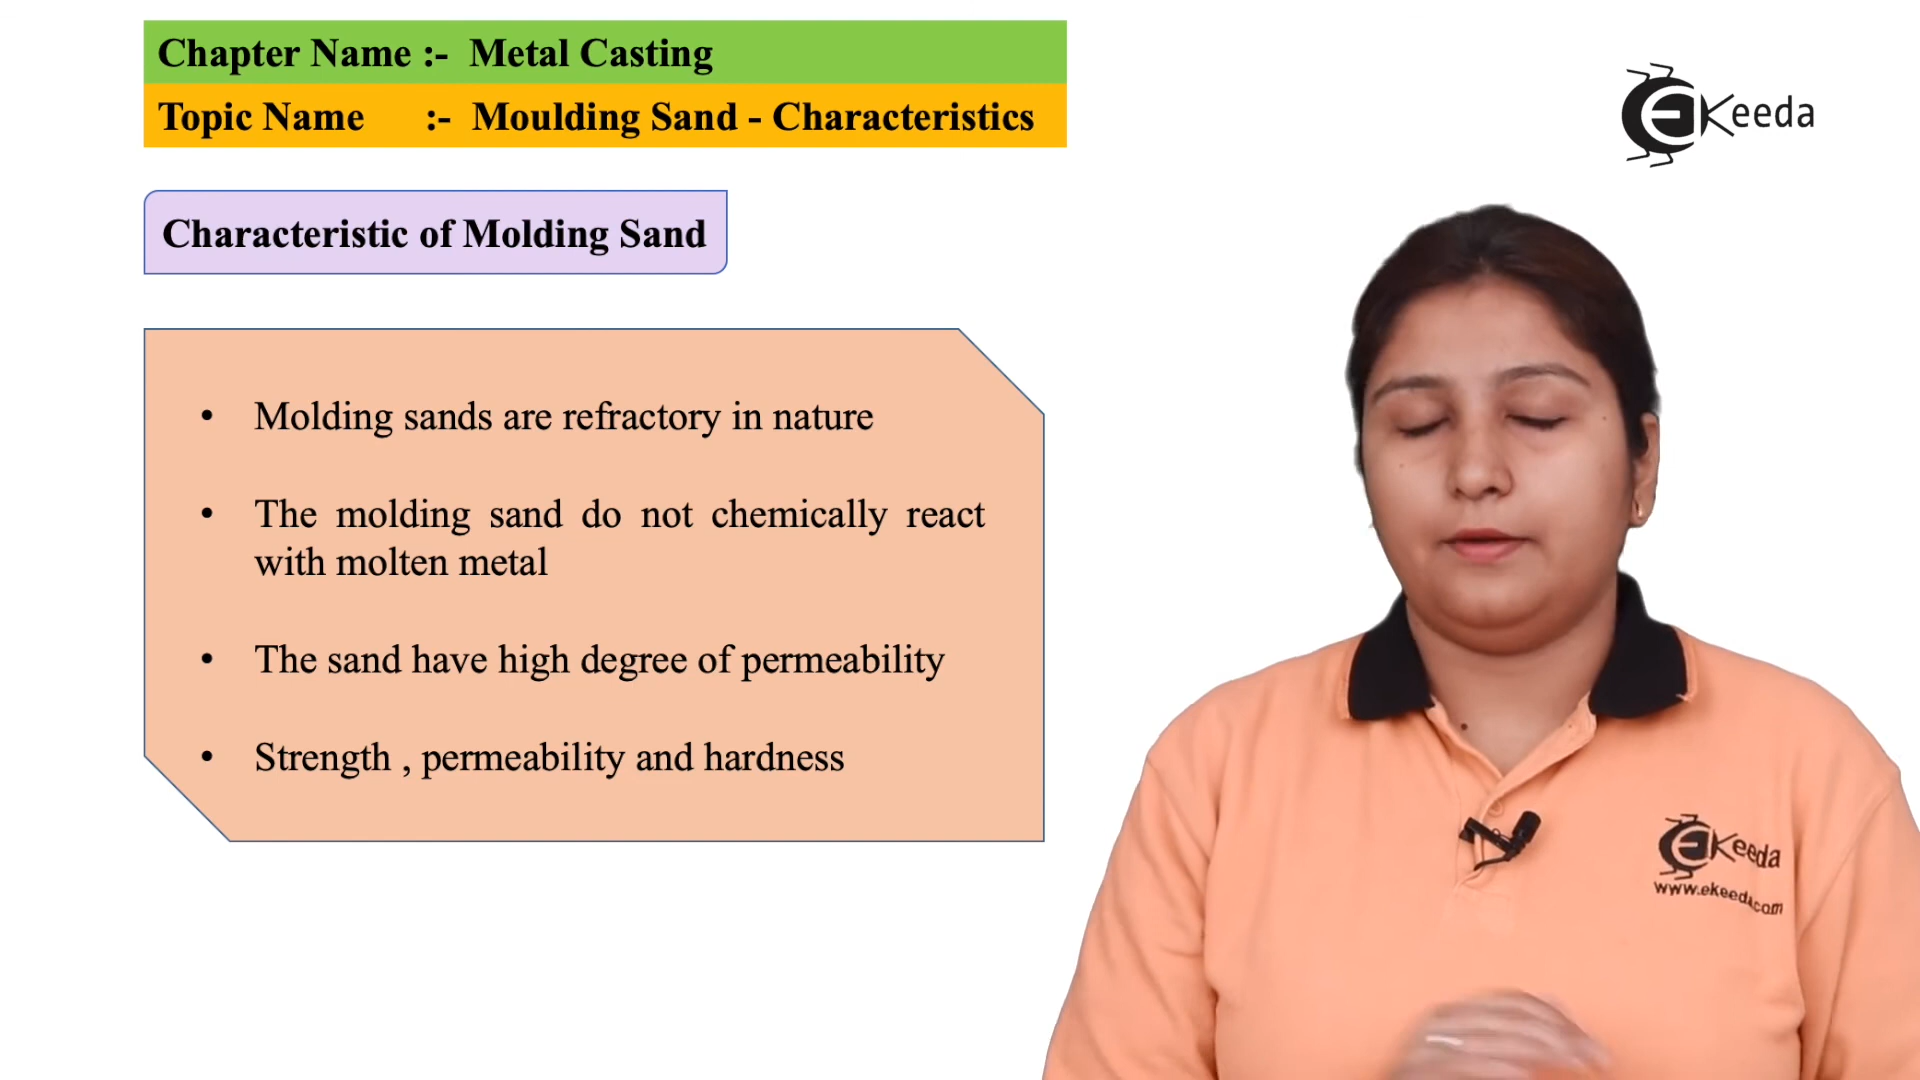 Chapter Name :- Metal Casting
Topic Name :- Moulding Sand - Characteristics
EKeeda
Characteristic of Molding Sand
• Molding sands are refractory in nature
• The molding sand do not chemically react
with molten metal
• The sand have high degree of permeability
• Strength , permeability and hardness
EKeeda
www.ekeeda.com